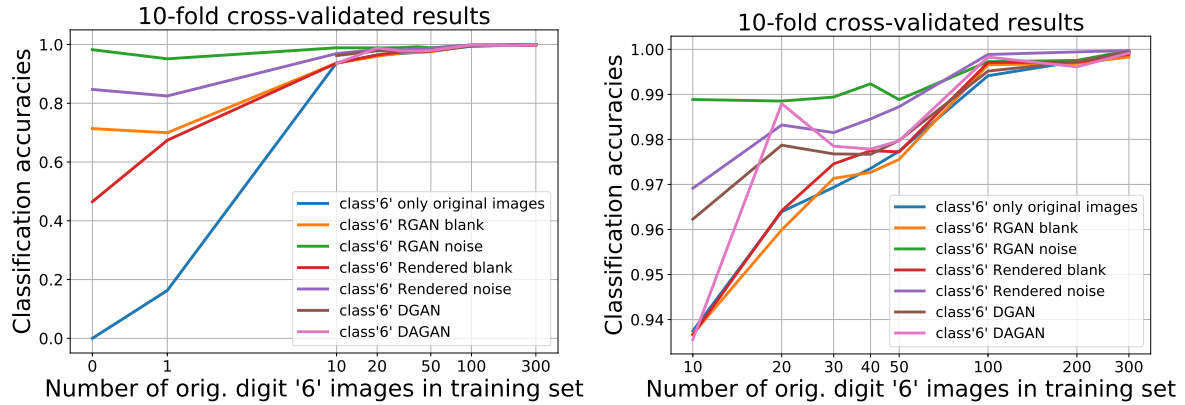 10-fold cross-validated results
Classification accuracies
1.0
0.8
0.6
0.4
0.2
0.0
class'6' only original images
class'6' RGAN blank
class'6' RGAN noise
class'6' Rendered blank
class'6' Rendered noise
class'6' DGAN
class'6' DAGAN
0 1 10 20 50 100 300
Number of orig. digit '6' images in training set
10-fold cross-validated results
Classification accuracies
1.00
0.99
0.98
0.97
0.96
0.95
0.94
class'6' only original images
class'6' RGAN blank
class'6' RGAN noise
class'6' Rendered blank
class'6' Rendered noise
class'6' DGAN
class'6' DAGAN
10 20 30 40 50 100 200 300
Number of orig. digit '6' images in training set